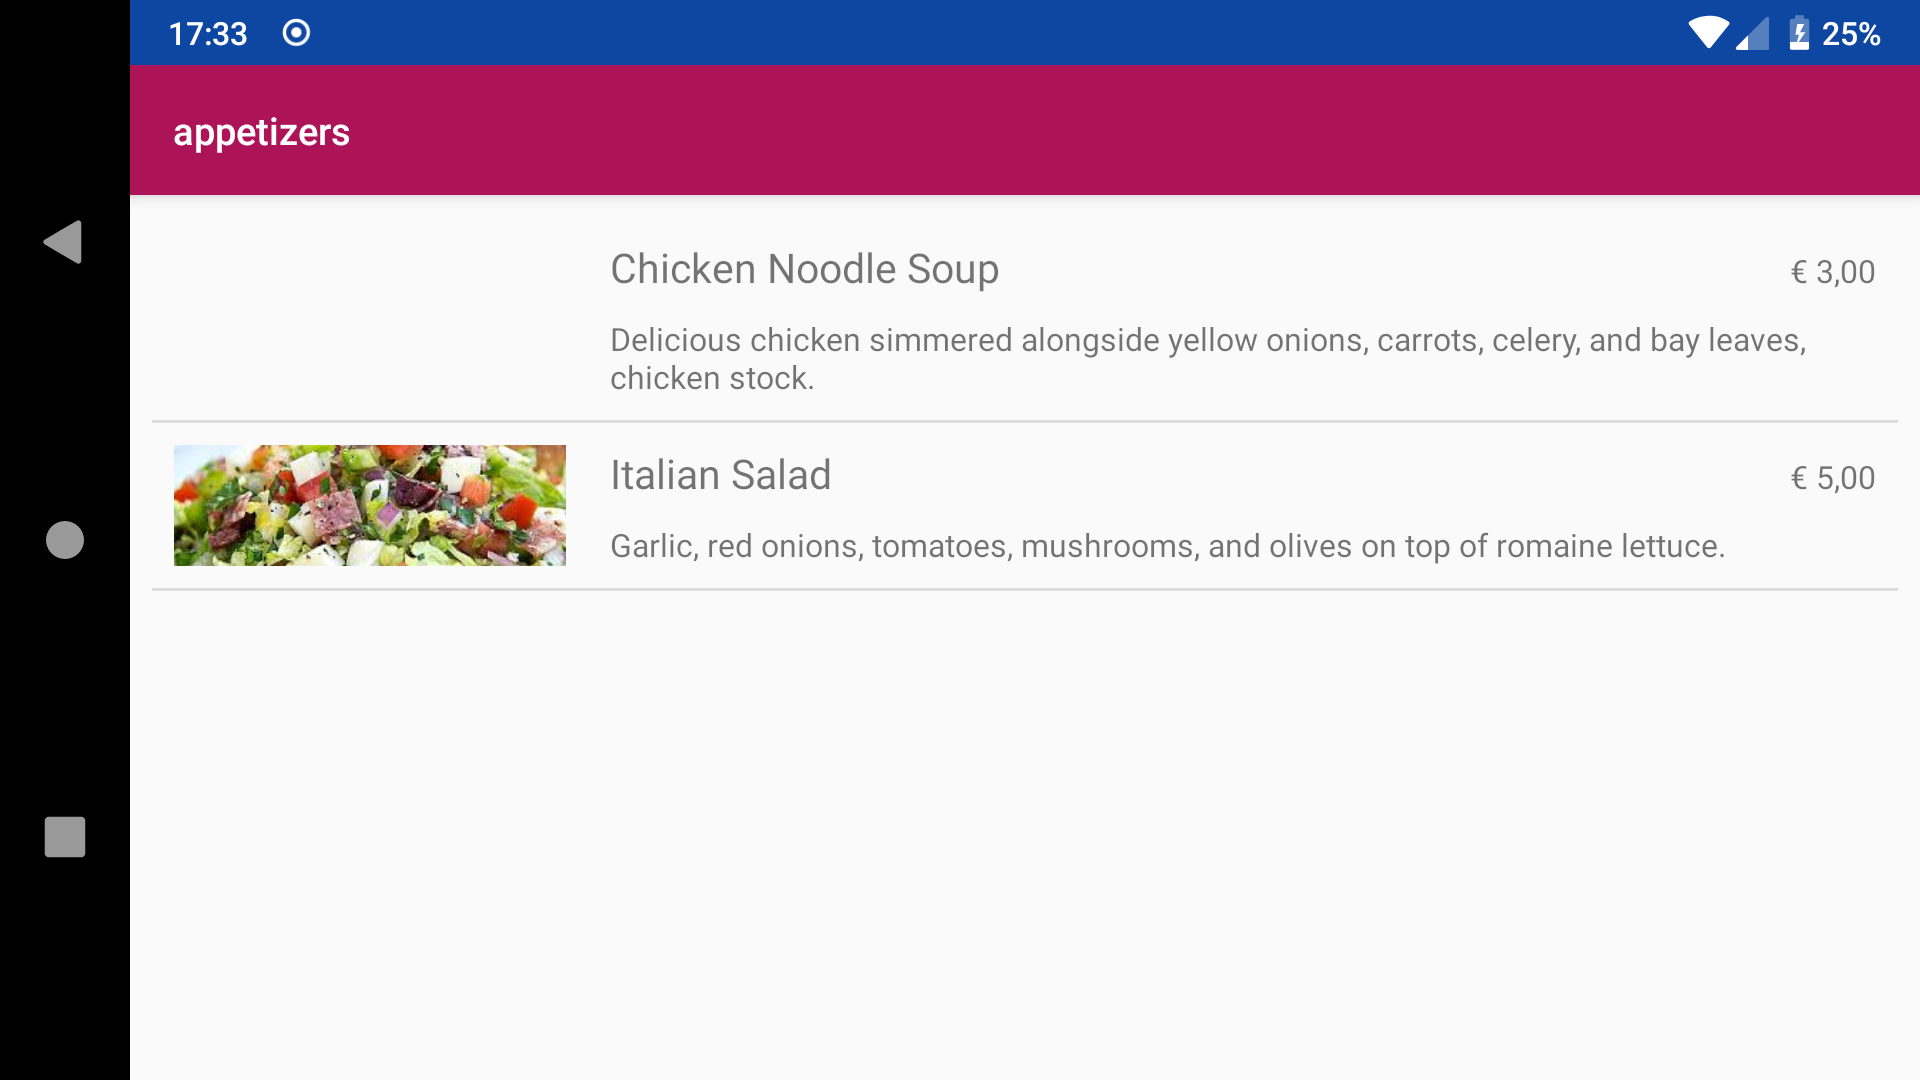 17:33
25%
appetizers
Chicken Noodle Soup
€ 3,00
Delicious chicken simmered alongside yellow onions, carrots, celery, and bay leaves,
chicken stock.
Italian Salad
€ 5,00
Garlic, red onions, tomatoes, mushrooms, and olives on top of romaine lettuce.